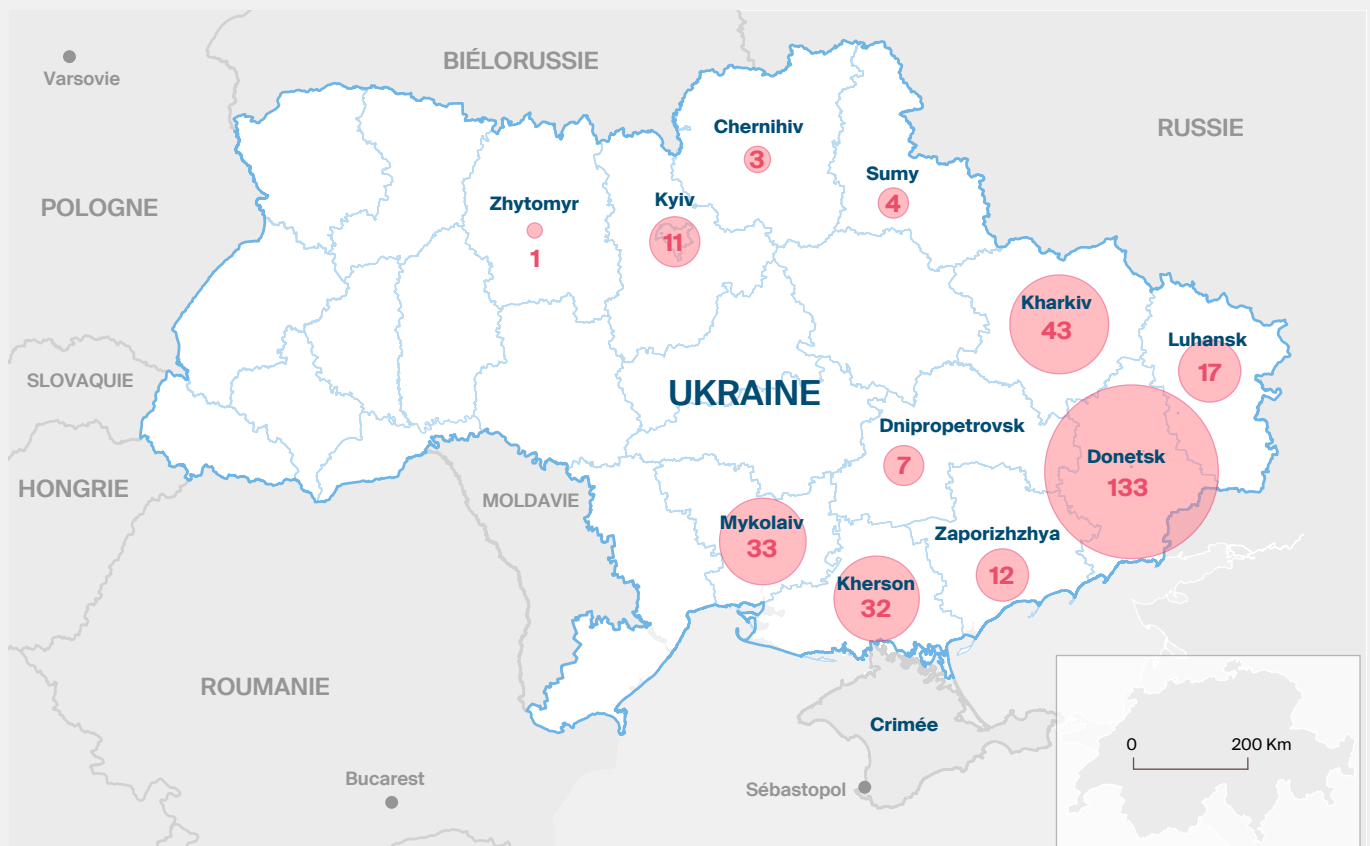 BIÉLORUSSIE
Varsovie
Chernihiv
3
RUSSIE
Sumy
4
POLOGNE
Zhytomyr
1
Kyiv
11
Kharkiv
43
Luhansk
17
SLOVAQUIE
UKRAINE
Dnipropetrovsk
7
Donetsk
133
HONGRIE
MOLDAVIE
Mykolaiv
33
Zaporizhzhya
12
Kherson
32
ROUMANIE
Crimée
0 200 Km
Bucarest
Sébastopol